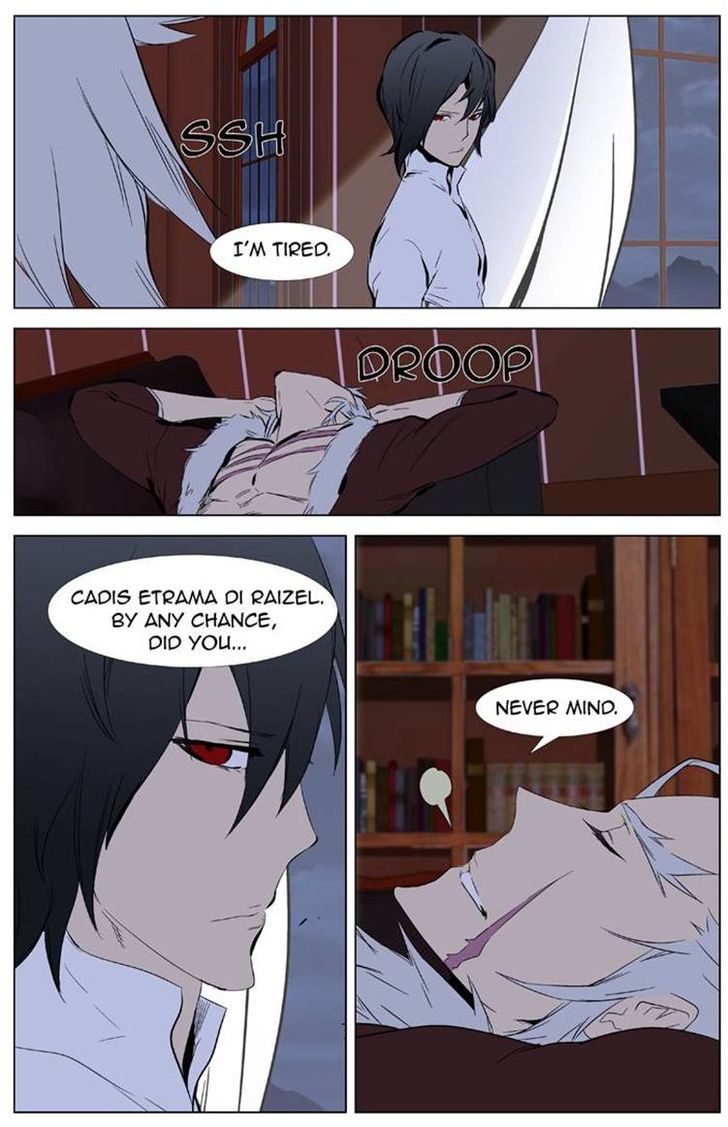 SSH
I'M TIRED.
DROOP
CADIS ETRAMA DI RAIZEL.
BY ANY CHANCE,
DID YOU...
NEVER MIND.